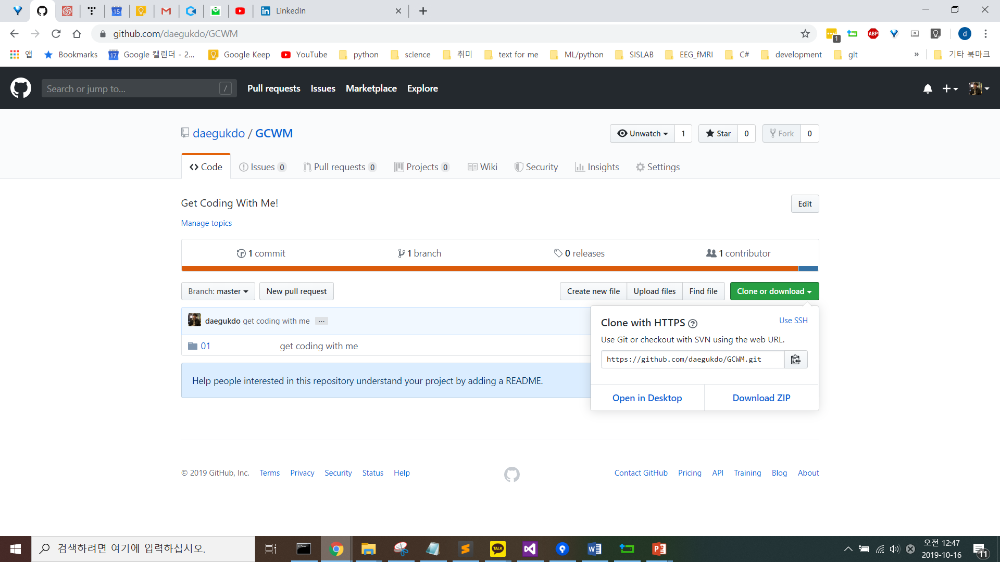 15
LinkedIn
github.com/daegukdo/GCWM
1
ABP
d
앱
Bookmarks
17
Google 캘린더 - 2...
Google Keep
YouTube
python
science
취미
text for me
ML/python
SISLAB
EEG_fMRI
C#
development
git
»
기타 북마크
Search or jump to...
/
Pull requests
Issues
Marketplace
Explore
daegukdo / GCWM
Unwatch 1
Star 0
Fork 0
Code
Issues 0
Pull requests 0
Projects 0
Wiki
Security
Insights
Settings
Get Coding With Me!
Edit
Manage topics
1 commit
1 branch
0 releases
1 contributor
Branch: master
New pull request
Create new file
Upload files
Find file
Clone or download
daegukdo get coding with me ...
01
get coding with me
Clone with HTTPS
Use SSH
Use Git or checkout with SVN using the web URL.
https://github.com/daegukdo/GCWM.git
Open in Desktop
Download ZIP
Help people interested in this repository understand your project by adding a README.
© 2019 GitHub, Inc.
Terms
Privacy
Security
Status
Help
Contact GitHub
Pricing
API
Training
Blog
About
검색하려면 여기에 입력하십시오.
TALK
오전 12:47
2019-10-16
11